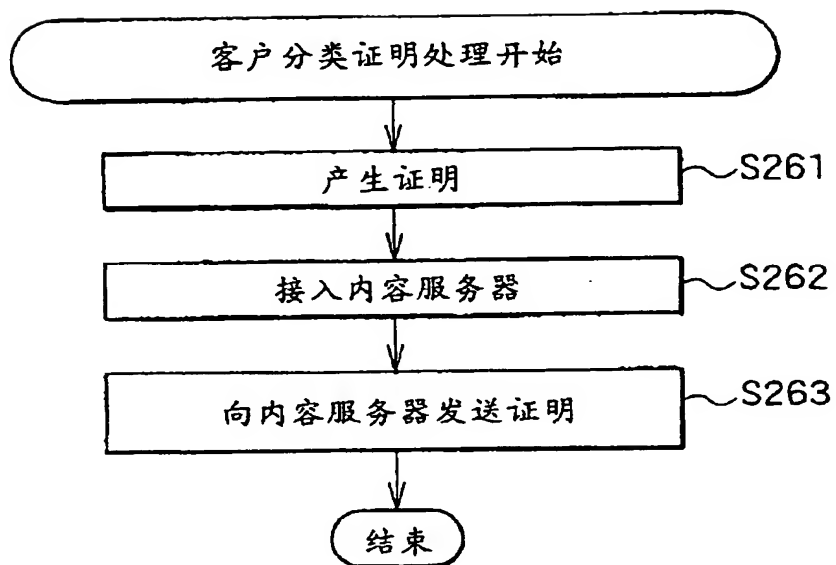 客户分类证明处理开始
产生证明
S261
接入内容服务器
S262
向内容服务器发送证明
S263
结束